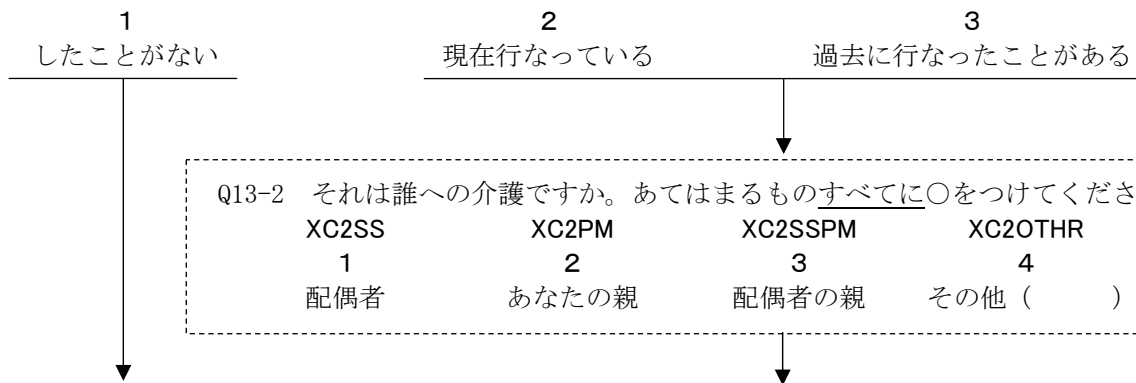 1 2 3
したことがない 現在行なっている 過去に行なったことがある
Q13-2 それは誰への介護ですか。あてはまるものすべてに○をつけてくださ
XC2SS XC2PM XC2SSPM XC2OTHR
1 2 3 4
配偶者 あなたの親 配偶者の親 その他（ ）